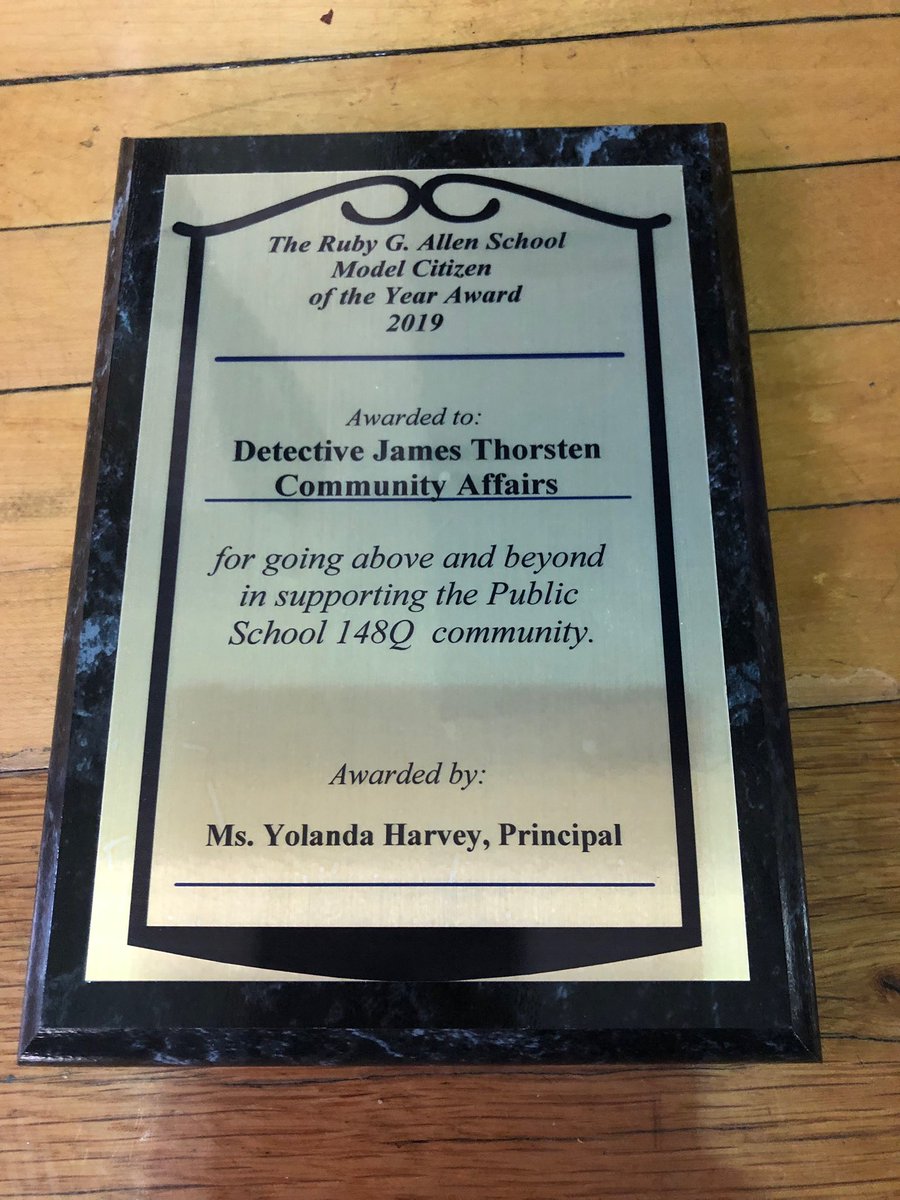 The Ruby G. Allen School
Model Citizen
of the Year Award
2019
Awarded to:
Detective James Thorsten
Community Affairs
for going above and beyond
in supporting the Public
School 148Q community.
Awarded by:
Ms. Yolanda Harvey, Principal